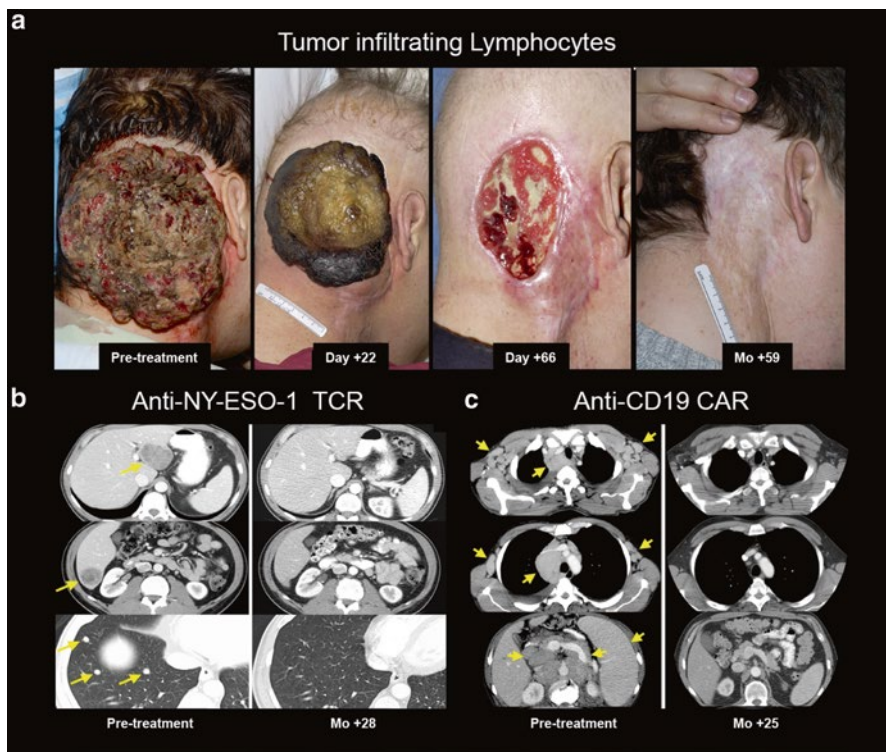 a
Tumor infiltrating Lymphocytes
Pre-treatment
Day +22
Day +66
Mo +59
b
Anti-NY-ESO-1 TCR
c
Anti-CD19 CAR
Pre-treatment
Mo +28
Pre-treatment
Mo +25